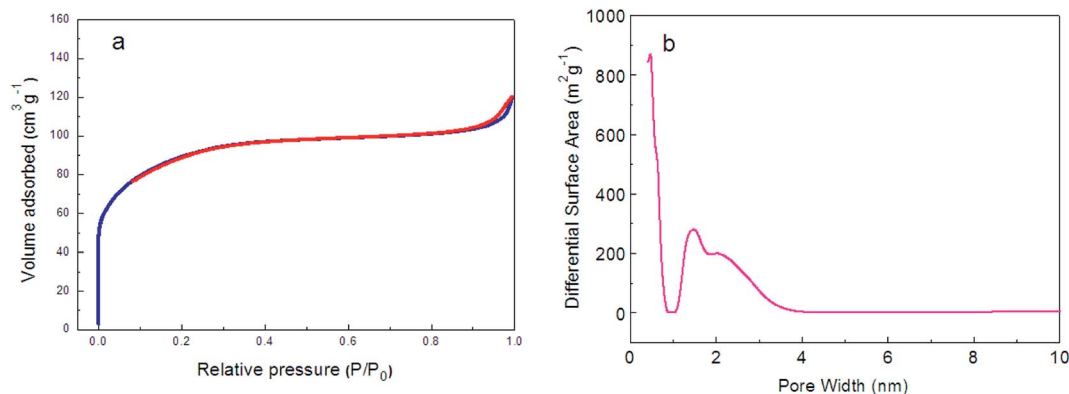 a
Volume adsorbed (cm³ g⁻¹)
160
140
120
100
80
60
40
20
0
0.0 0.2 0.4 0.6 0.8 1.0
Relative pressure (P/P₀)
b
Differential Surface Area (m²g⁻¹)
1000
800
600
400
200
0
0 2 4 6 8 10
Pore Width (nm)